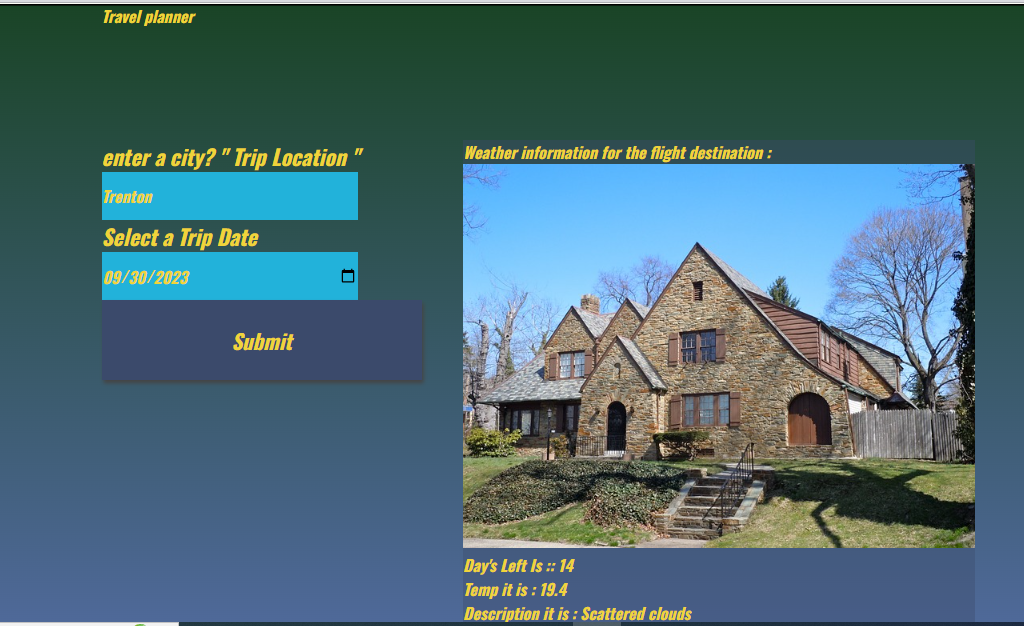 Travel planner
enter a city? " Trip Location "
Trenton
Select a Trip Date
09/30/2023
Submit
Weather information for the flight destination :
Day's Left Is :: 14
Temp it is : 19.4
Description it is : Scattered clouds